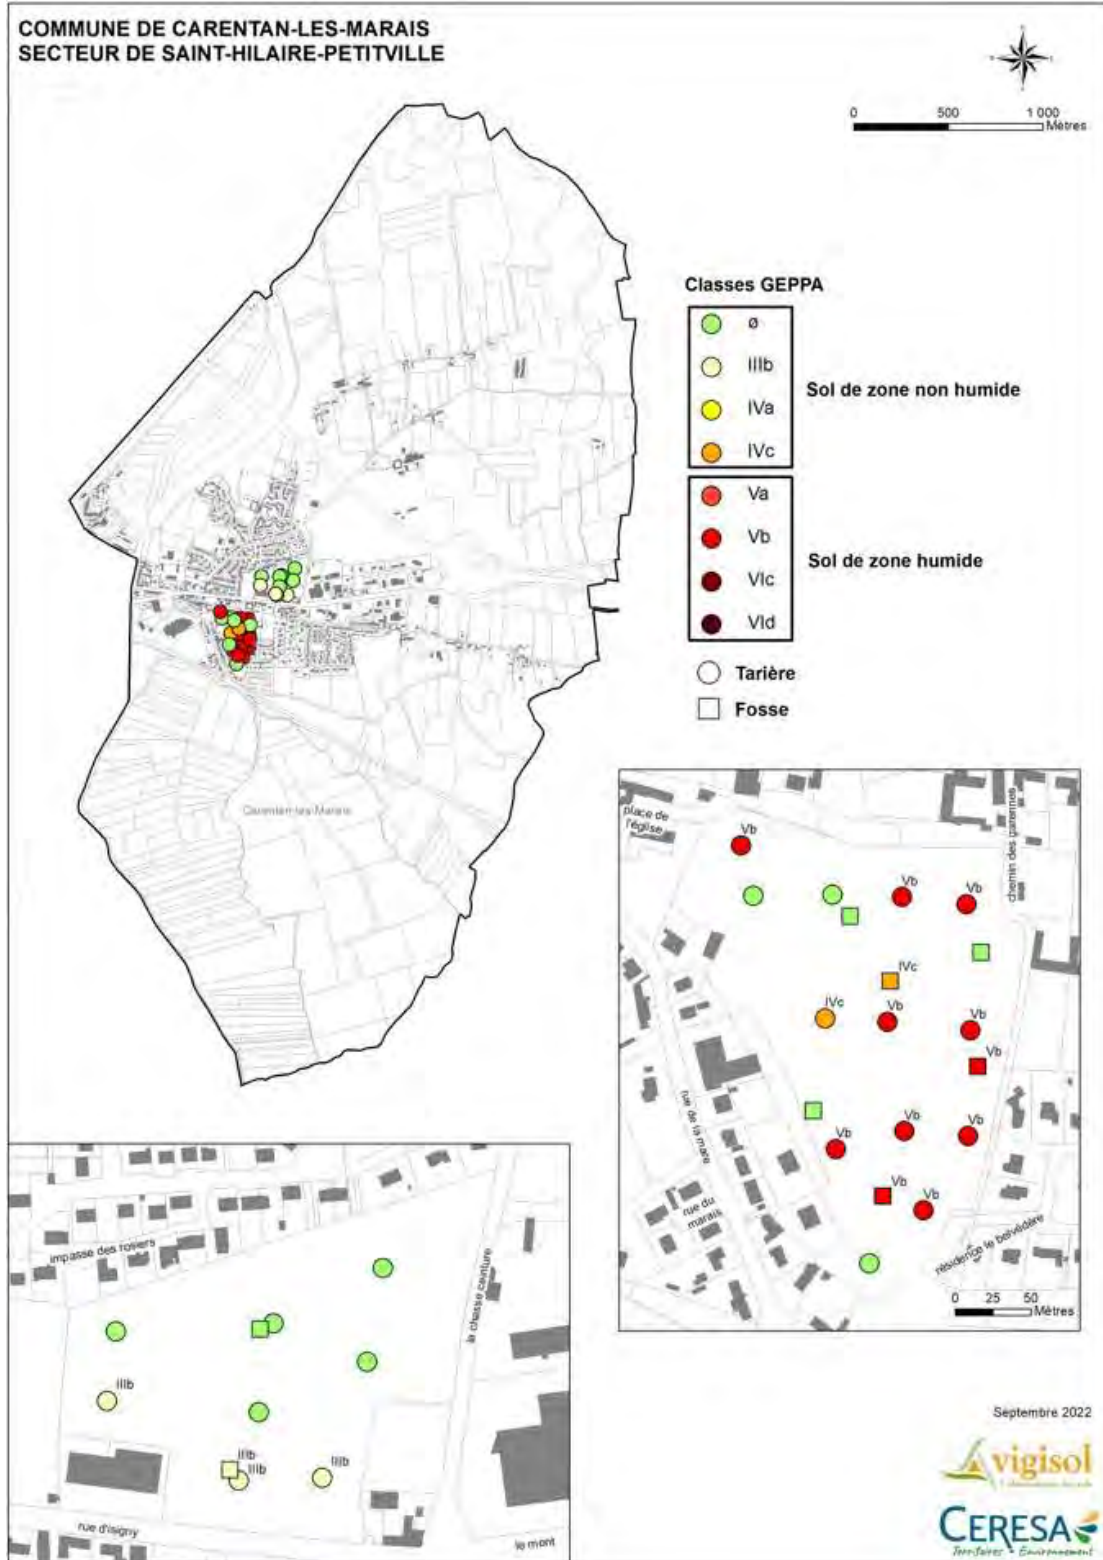 COMMUNE DE CARENTAN-LES-MARAIS
SECTEUR DE SAINT-HILAIRE-PETITVILLE
0 500 1 000
Mètres
Classes GEPPA
ø
IIIb
IVa
IVc
Sol de zone non humide
Va
Vb
VIc
VId
Sol de zone humide
Tarière
Fosse
Carentan-les-Marais
place de
l'église
chemin des garennes
Vb
Vb
Vb
IVc
IVc
Vb
Vb
Vb
rue de la mare
Vb
Vb
Vb
Vb
Vb
rue du
marais
résidence le belvédère
0 25 50
Mètres
impasse des rosiers
la chasse ceinture
IIIb
IIIb
IIIb
IIIb
rue d'isigny
le mont
Septembre 2022
vigisol
CERESA
Territoires • Environnement